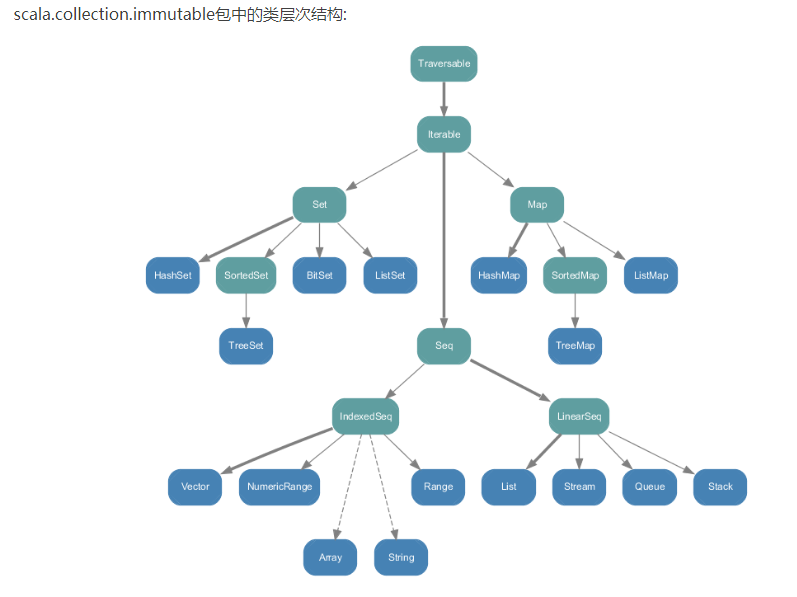 scala.collection.immutable包中的类层次结构:
Traversable
Iterable
Set
Map
HashSet
SortedSet
BitSet
ListSet
HashMap
SortedMap
ListMap
TreeSet
Seq
TreeMap
IndexedSeq
LinearSeq
Vector
NumericRange
Range
List
Stream
Queue
Stack
Array
String